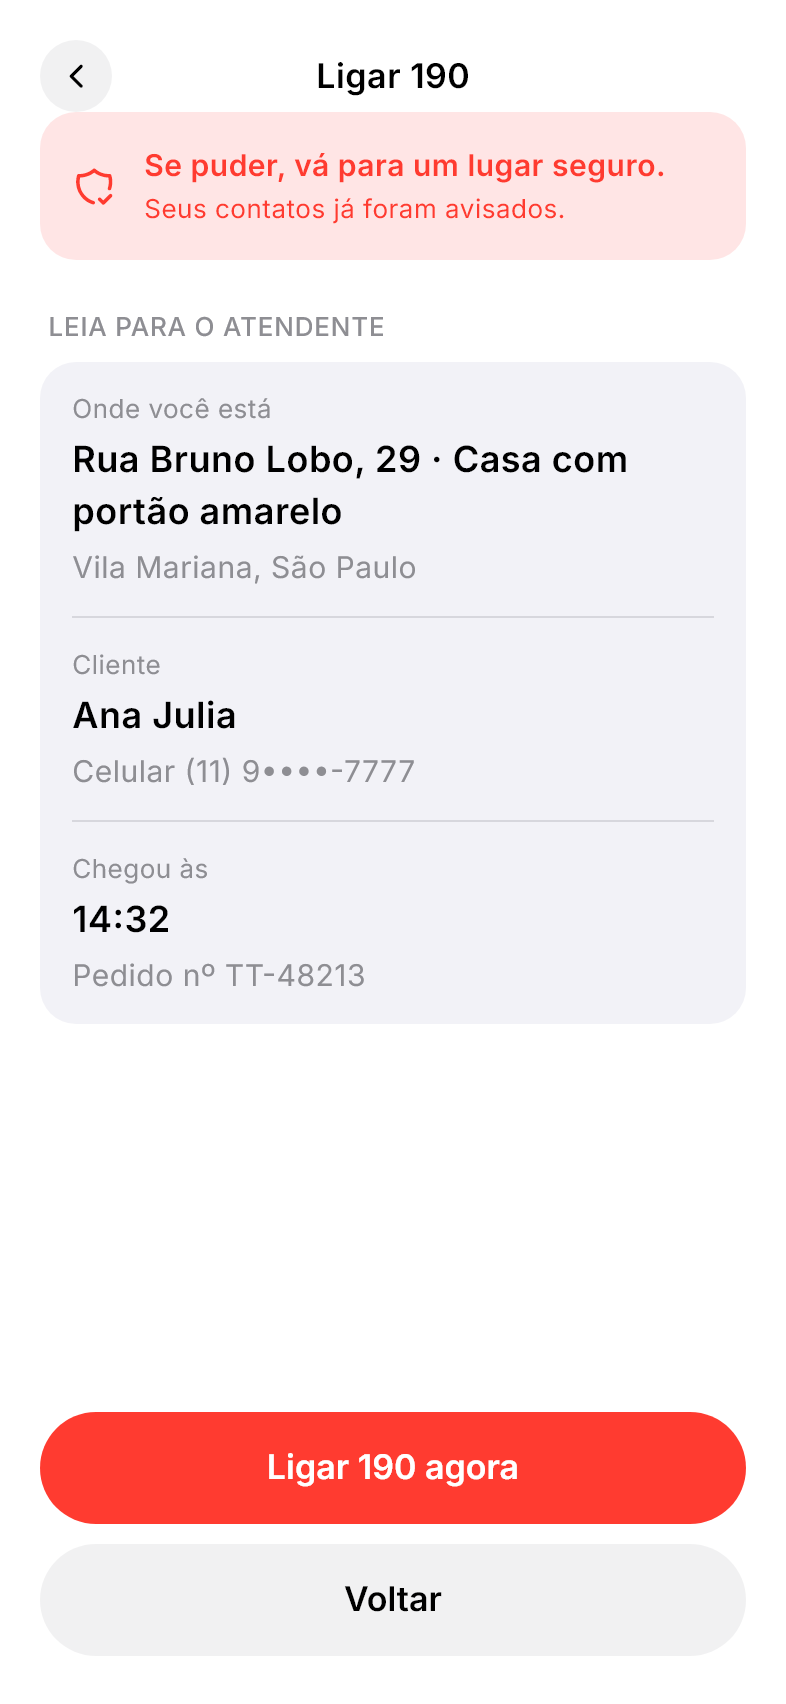 Ligar 190
Se puder, vá para um lugar seguro.
Seus contatos já foram avisados.
LEIA PARA O ATENDENTE
Onde você está
Rua Bruno Lobo, 29 · Casa com
portão amarelo
Vila Mariana, São Paulo
Cliente
Ana Julia
Celular (11) 9••••-7777
Chegou às
14:32
Pedido nº TT-48213
Ligar 190 agora
Voltar